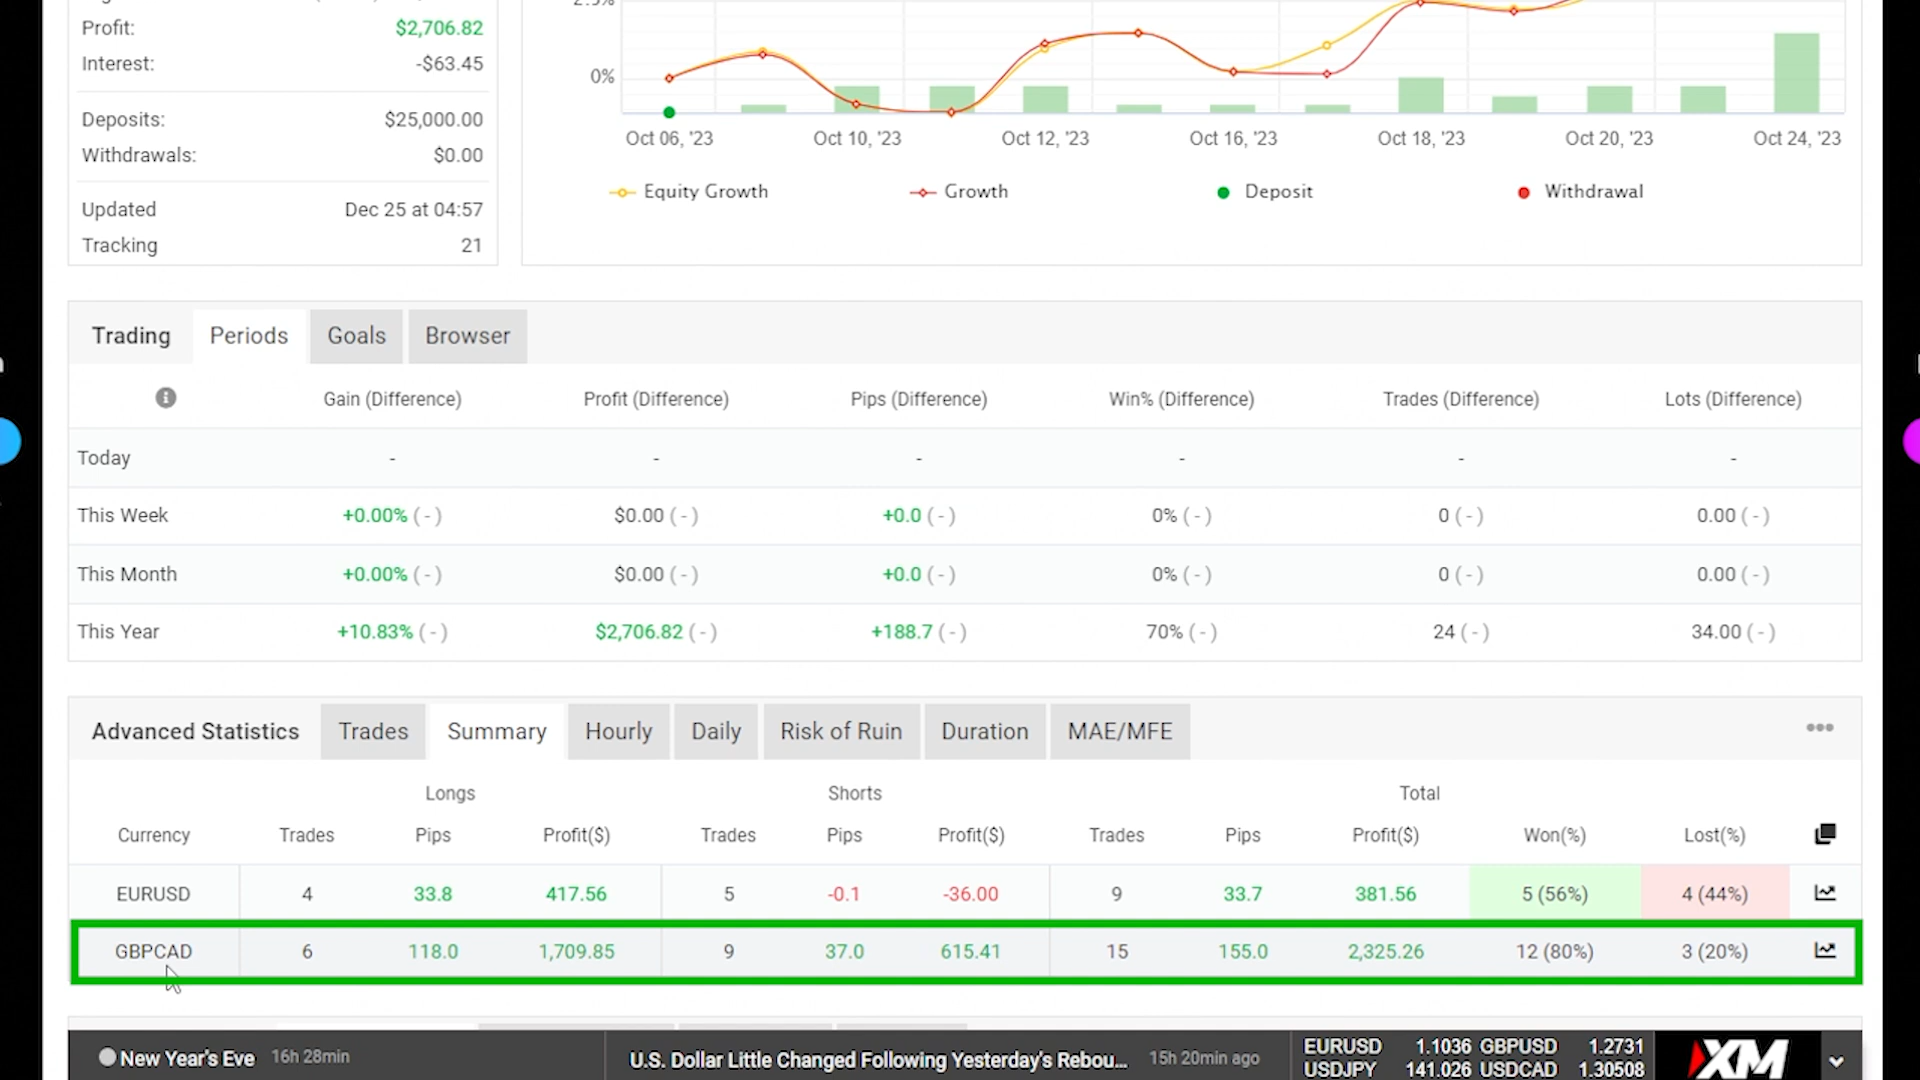 Profit: $2,706.82
Interest: -$63.45
Deposits: $25,000.00
Withdrawals: $0.00
Updated Dec 25 at 04:57
Tracking 21
0%
Oct 06, '23 Oct 10, '23 Oct 12, '23 Oct 16, '23 Oct 18, '23 Oct 20, '23 Oct 24, '23
Equity Growth Growth Deposit Withdrawal
Trading Periods Goals Browser
Gain (Difference) Profit (Difference) Pips (Difference) Win% (Difference) Trades (Difference) Lots (Difference)
Today - - - - - -
This Week +0.00% ( - ) $0.00 ( - ) +0.0 ( - ) 0% ( - ) 0 ( - ) 0.00 ( - )
This Month +0.00% ( - ) $0.00 ( - ) +0.0 ( - ) 0% ( - ) 0 ( - ) 0.00 ( - )
This Year +10.83% ( - ) $2,706.82 ( - ) +188.7 ( - ) 70% ( - ) 24 ( - ) 34.00 ( - )
Advanced Statistics Trades Summary Hourly Daily Risk of Ruin Duration MAE/MFE
Longs Shorts Total
Currency Trades Pips Profit($) Trades Pips Profit($) Trades Pips Profit($) Won(%) Lost(%)
EURUSD 4 33.8 417.56 5 -0.1 -36.00 9 33.7 381.56 5 (56%) 4 (44%)
GBPCAD 6 118.0 1,709.85 9 37.0 615.41 15 155.0 2,325.26 12 (80%) 3 (20%)
New Year's Eve 16h 28min
U.S. Dollar Little Changed Following Yesterday's Rebou... 15h 20min ago
EURUSD 1.1036 GBPUSD 1.2731
USDJPY 141.026 USDCAD 1.30508
XM